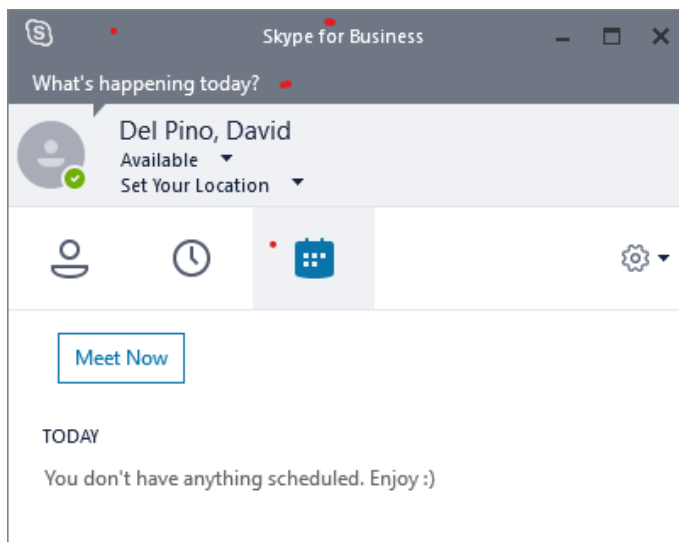 Skype for Business
What's happening today?
Del Pino, David
Available
Set Your Location
Meet Now
TODAY
You don't have anything scheduled. Enjoy :)